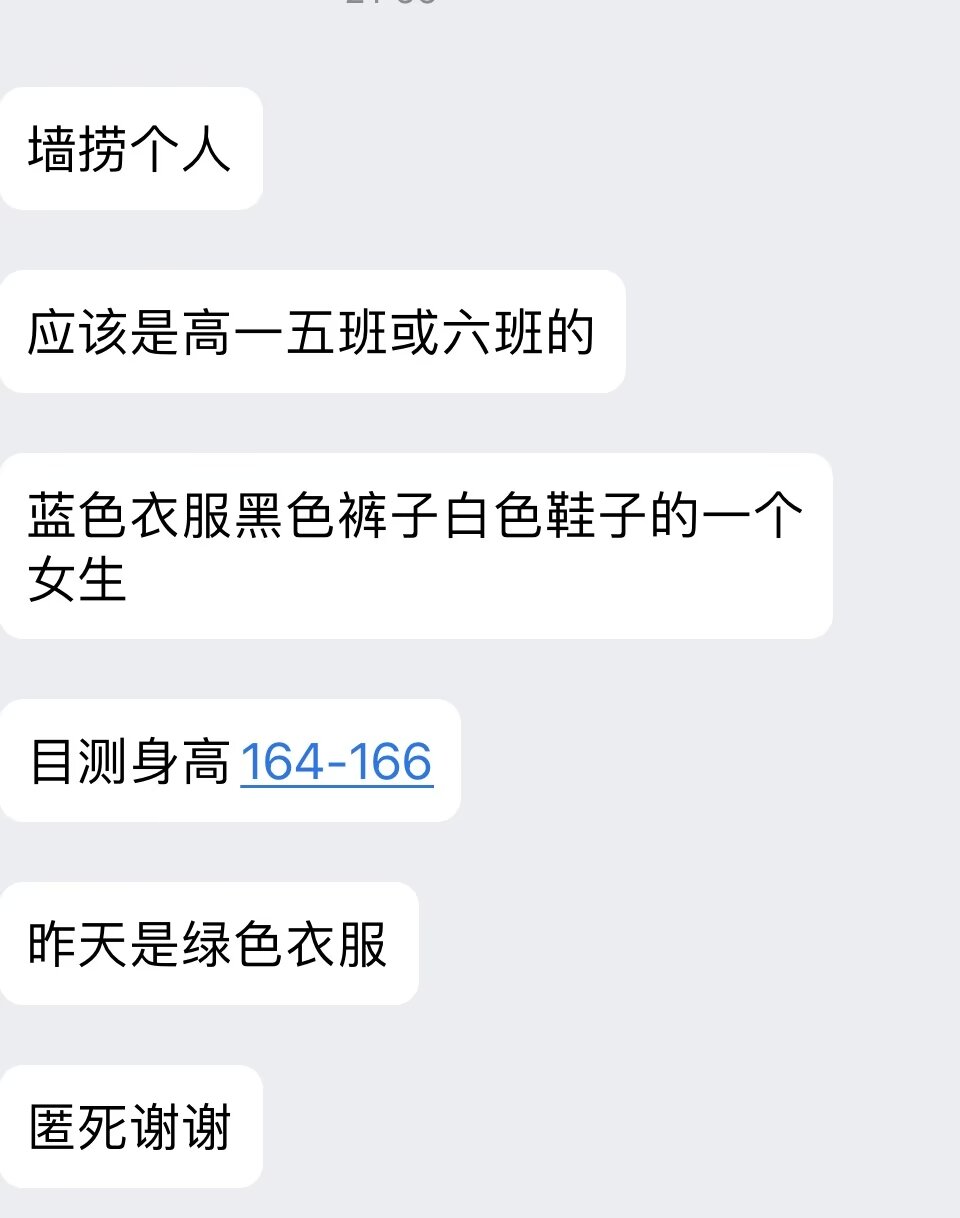 墙捞个人
应该是高一五班或六班的
蓝色衣服黑色裤子白色鞋子的一个
女生
目测身高164-166
昨天是绿色衣服
匿死谢谢